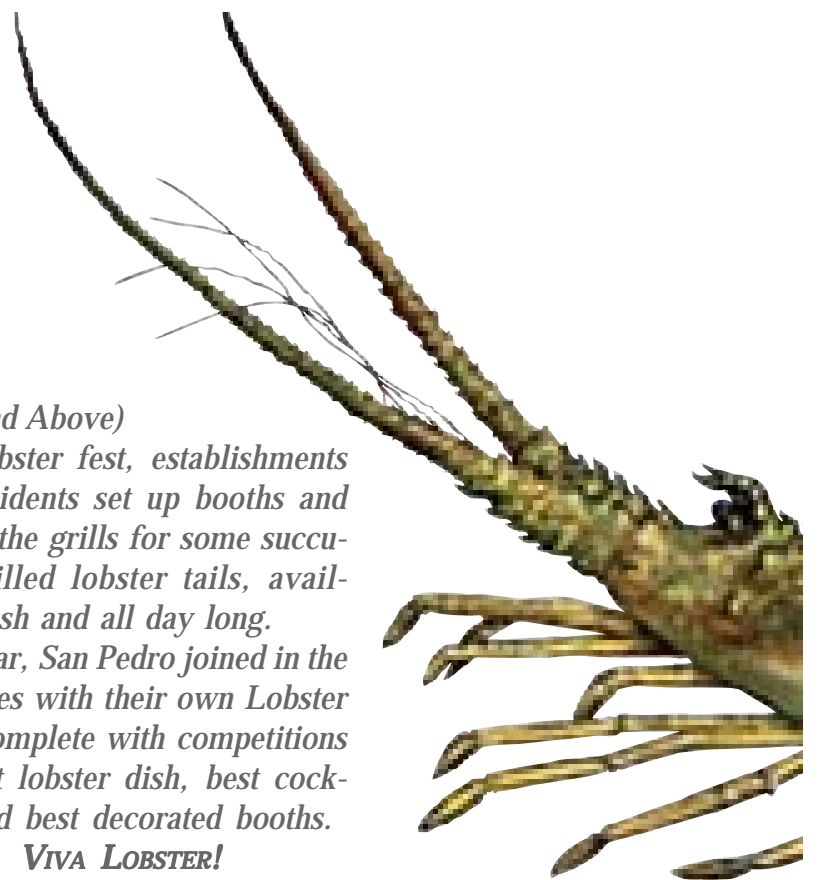 d Above)
bster fest, establishments
idents set up booths and
the grills for some succu-
illed lobster tails, avail-
sh and all day long.
ar, San Pedro joined in the
es with their own Lobster
omplete with competitions
t lobster dish, best cock-
d best decorated booths.
VIVA LOBSTER!